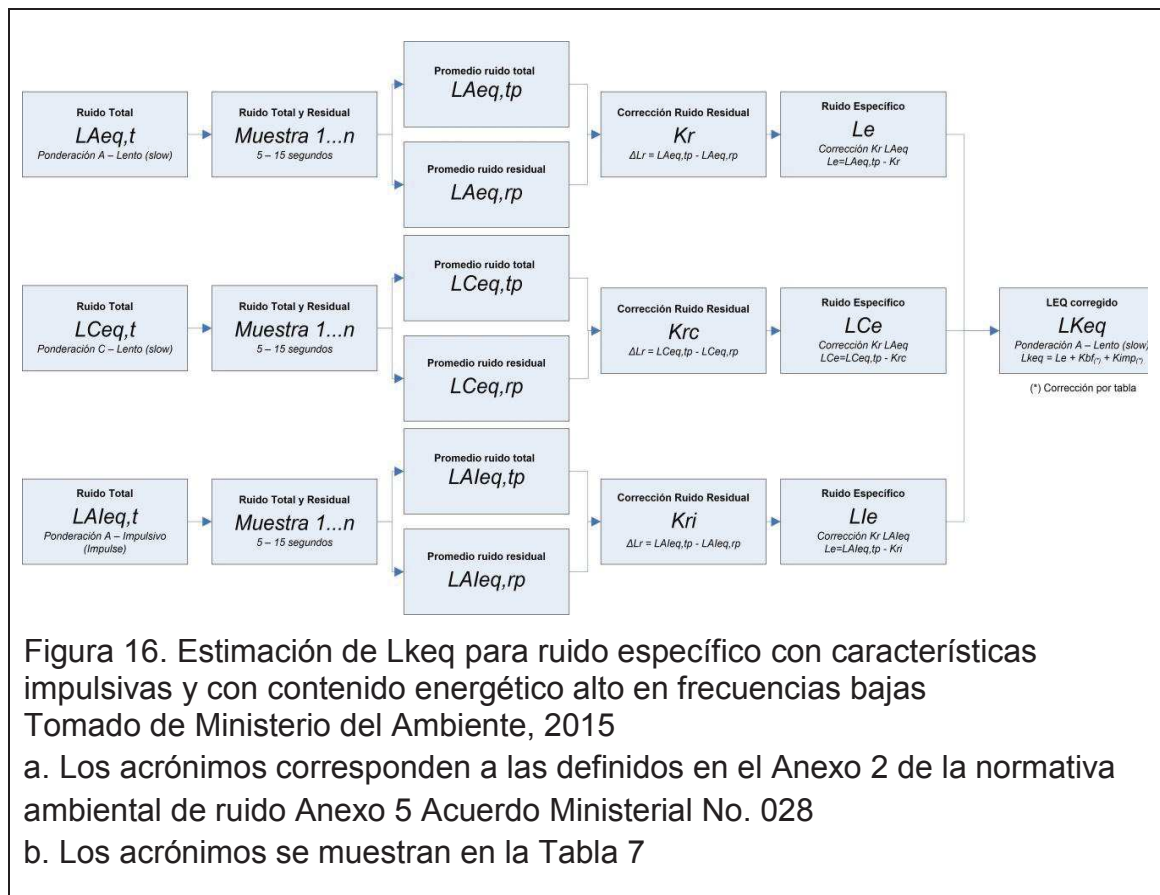 Ruido Total
LAeq,t
Ponderación A – Lento (slow)
Ruido Total y Residual
Muestra 1...n
5 – 15 segundos
Promedio ruido total
LAeq,tp
Promedio ruido residual
LAeq,rp
Corrección Ruido Residual
Kr
ΔLr = LAeq,tp - LAeq,rp
Ruido Específico
Le
Corrección Kr LAeq
Le=LAeq,tp - Kr
Ruido Total
LCeq,t
Ponderación C – Lento (slow)
Ruido Total y Residual
Muestra 1...n
5 – 15 segundos
Promedio ruido total
LCeq,tp
Promedio ruido residual
LCeq,rp
Corrección Ruido Residual
Krc
ΔLr = LCeq,tp - LCeq,rp
Ruido Específico
LCe
Corrección Kr LAeq
LCe=LCeq,tp - Krc
Ruido Total
LAIeq,t
Ponderación A – Impulsivo
(Impulse)
Ruido Total y Residual
Muestra 1...n
5 – 15 segundos
Promedio ruido total
LAIeq,tp
Promedio ruido residual
LAIeq,rp
Corrección Ruido Residual
Kri
ΔLr = LAIeq,tp - LAIeq,rp
Ruido Específico
LIe
Corrección Kr LAIeq
Le=LAIeq,tp - Kri
LEQ corregido
LKeq
Ponderación A – Lento (slow)
Lkeq = Le + Kbf(*) + Kimp(*)
(*) Corrección por tabla
Figura 16. Estimación de Lkeq para ruido específico con características
impulsivas y con contenido energético alto en frecuencias bajas
Tomado de Ministerio del Ambiente, 2015
a. Los acrónimos corresponden a las definidos en el Anexo 2 de la normativa
ambiental de ruido Anexo 5 Acuerdo Ministerial No. 028
b. Los acrónimos se muestran en la Tabla 7